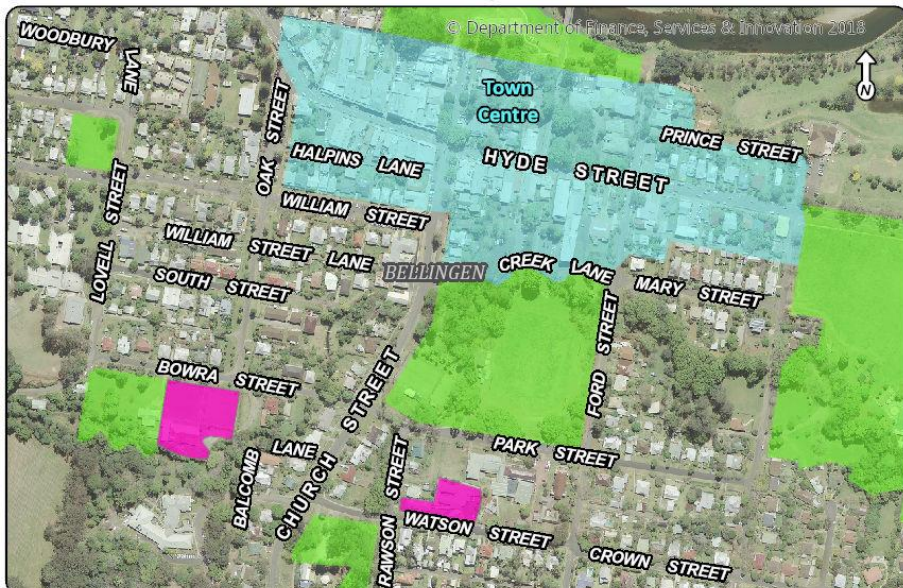 © Department of Finance, Services & Innovation 2018
WOODBURY
LANE
OAK STREET
Town
Centre
N
PRINCE STREET
HALPINS LANE
HYDE STREET
WILLIAM STREET
LOVELL STREET
WILLIAM STREET LANE
BELLINGEN
CREEK LANE
SOUTH STREET
MARY STREET
FORD STREET
BOWRA STREET
CHURCH STREET
PARK STREET
BALCOMB LANE
RAWSON STREET
WATSON STREET
CROWN STREET